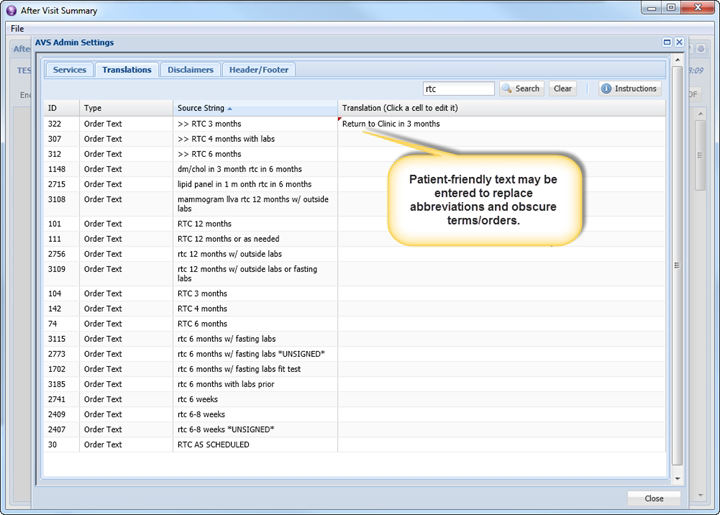 After Visit Summary
File
Afte
AVS Admin Settings
TES
8:09
Services Translations Disclaimers Header/Footer
rtc Search Clear Instructions
ID Type Source String Translation (Click a cell to edit it)
322 Order Text >> RTC 3 months Return to Clinic in 3 months
307 Order Text >> RTC 4 months with labs
312 Order Text >> RTC 6 months
1148 Order Text dm/chol in 3 month rtc in 6 months
2715 Order Text lipid panel in 1 m onth rtc in 6 months
3108 Order Text mammogram llva rtc 12 months w/ outside
labs
101 Order Text RTC 12 months
111 Order Text RTC 12 months or as needed
2756 Order Text rtc 12 months w/ outside labs
3109 Order Text rtc 12 months w/ outside labs or fasting
labs
104 Order Text RTC 3 months
142 Order Text RTC 4 months
74 Order Text RTC 6 months
3115 Order Text rtc 6 months w/ fasting labs
2773 Order Text rtc 6 months w/ fasting labs *UNSIGNED*
1702 Order Text rtc 6 months w/ fasting labs fit test
3185 Order Text rtc 6 months with labs prior
2741 Order Text rtc 6 weeks
2409 Order Text rtc 6-8 weeks
2407 Order Text rtc 6-8 weeks *UNSIGNED*
30 Order Text RTC AS SCHEDULED
Patient-friendly text may be
entered to replace
abbreviations and obscure
terms/orders.
Close